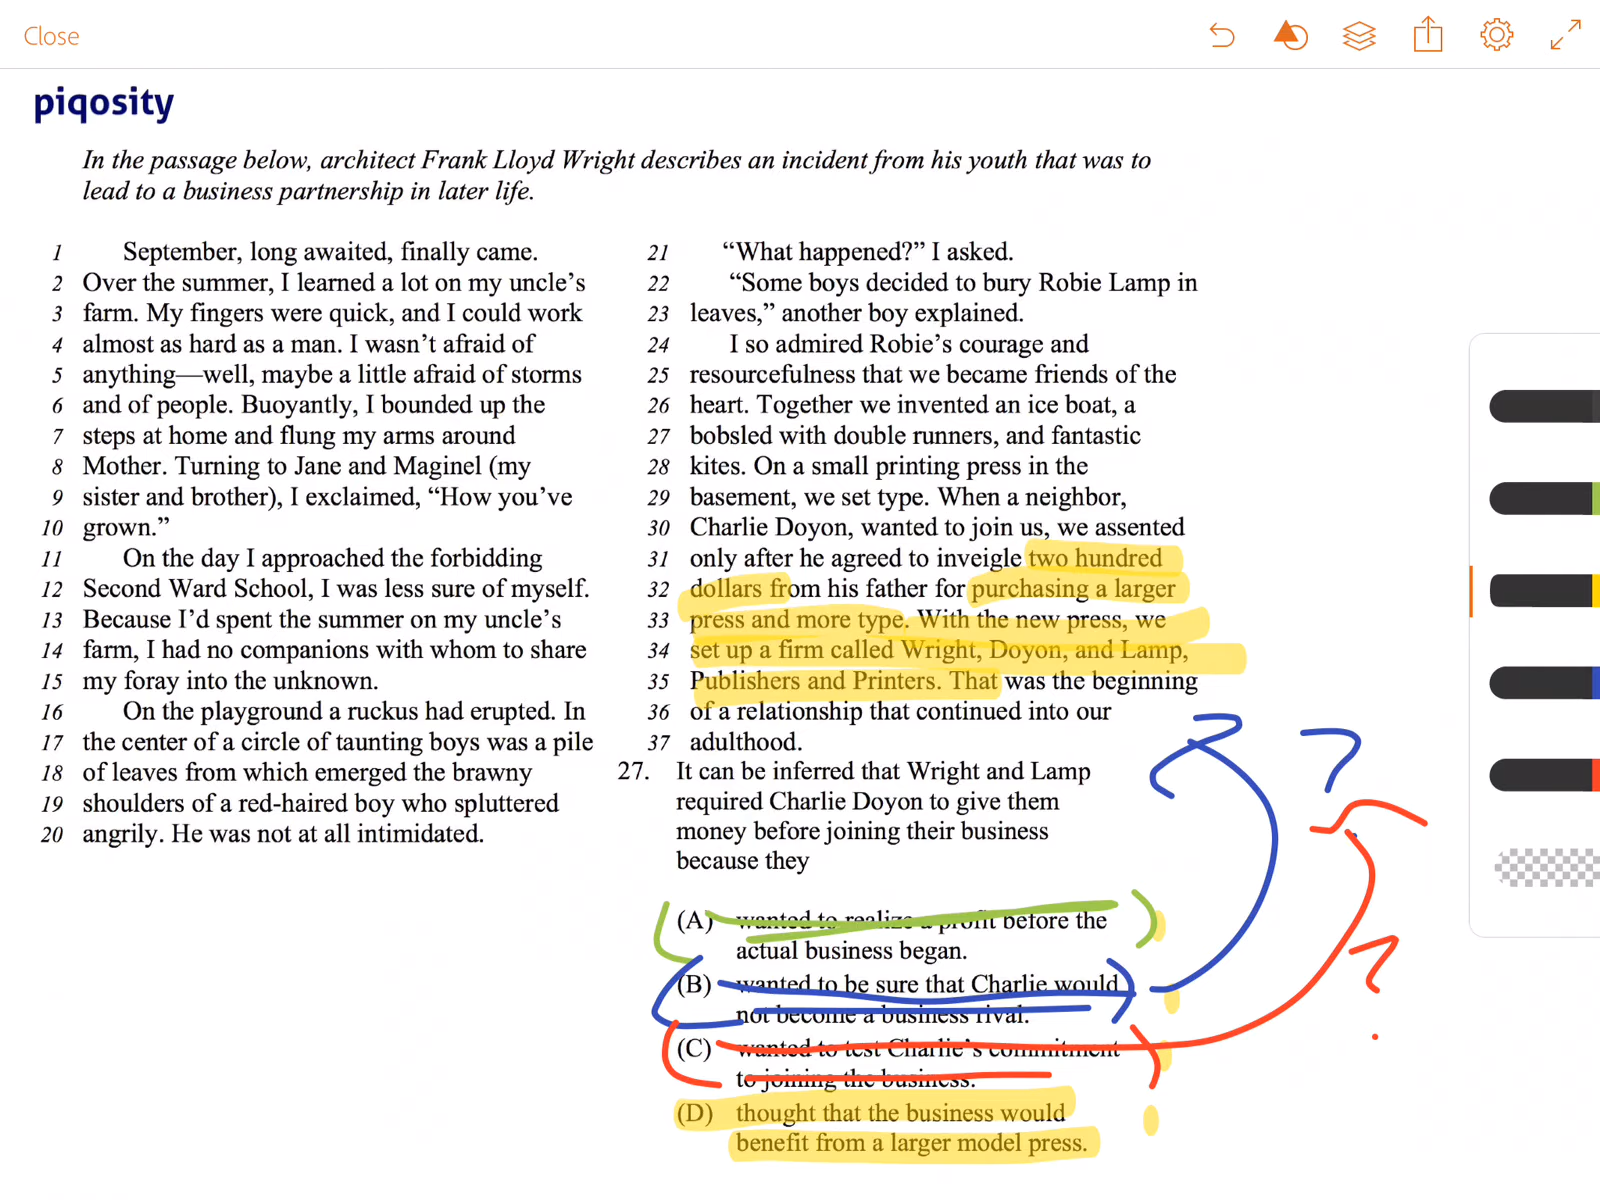 Close
piqosity
In the passage below, architect Frank Lloyd Wright describes an incident from his youth that was to
lead to a business partnership in later life.
1 September, long awaited, finally came.
2 Over the summer, I learned a lot on my uncle's
3 farm. My fingers were quick, and I could work
4 almost as hard as a man. I wasn't afraid of
5 anything—well, maybe a little afraid of storms
6 and of people. Buoyantly, I bounded up the
7 steps at home and flung my arms around
8 Mother. Turning to Jane and Maginel (my
9 sister and brother), I exclaimed, “How you've
10 grown.”
11 On the day I approached the forbidding
12 Second Ward School, I was less sure of myself.
13 Because I'd spent the summer on my uncle's
14 farm, I had no companions with whom to share
15 my foray into the unknown.
16 On the playground a ruckus had erupted. In
17 the center of a circle of taunting boys was a pile
18 of leaves from which emerged the brawny
19 shoulders of a red-haired boy who spluttered
20 angrily. He was not at all intimidated.
21 “What happened?” I asked.
22 “Some boys decided to bury Robie Lamp in
23 leaves,” another boy explained.
24 I so admired Robie's courage and
25 resourcefulness that we became friends of the
26 heart. Together we invented an ice boat, a
27 bobsled with double runners, and fantastic
28 kites. On a small printing press in the
29 basement, we set type. When a neighbor,
30 Charlie Doyon, wanted to join us, we assented
31 only after he agreed to inveigle two hundred
32 dollars from his father for purchasing a larger
33 press and more type. With the new press, we
34 set up a firm called Wright, Doyon, and Lamp,
35 Publishers and Printers. That was the beginning
36 of a relationship that continued into our
37 adulthood.
27. It can be inferred that Wright and Lamp
required Charlie Doyon to give them
money before joining their business
because they
(A) wanted to realize a profit before the
actual business began.
(B) wanted to be sure that Charlie would
not become a business rival.
(C) wanted to test Charlie's commitment
to joining the business.
(D) thought that the business would
benefit from a larger model press.